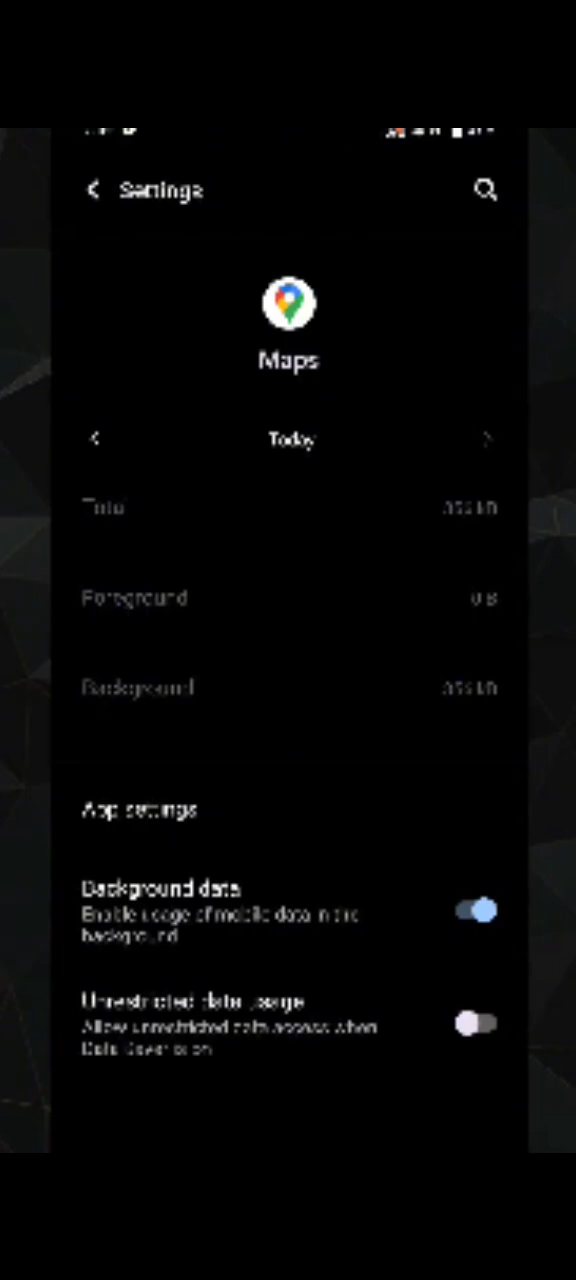 Settings
Maps
Today
Total
Foreground
0 B
Background
App settings
Background data
Enable usage of mobile data in the
background
Unrestricted data usage
Allow unrestricted data access when
Data Saver is on